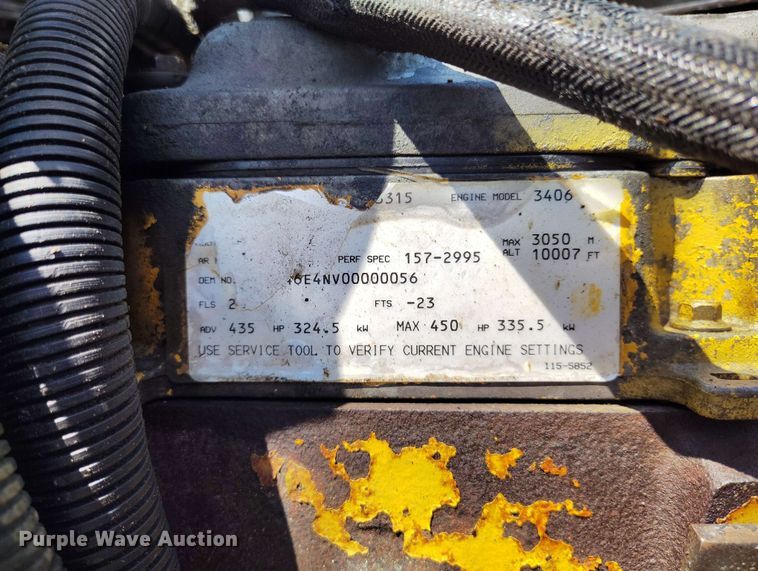 3315 ENGINE MODEL 3406
AR PERF SPEC 157-2995 MAX ALT 3050 M 10007 FT
OEM NO. 6E4NV00000056
FLS 2 FTS -23
ADV 435 HP 324.5 kW MAX 450 HP 335.5 kW
USE SERVICE TOOL TO VERIFY CURRENT ENGINE SETTINGS
115-5852
Purple Wave Auction